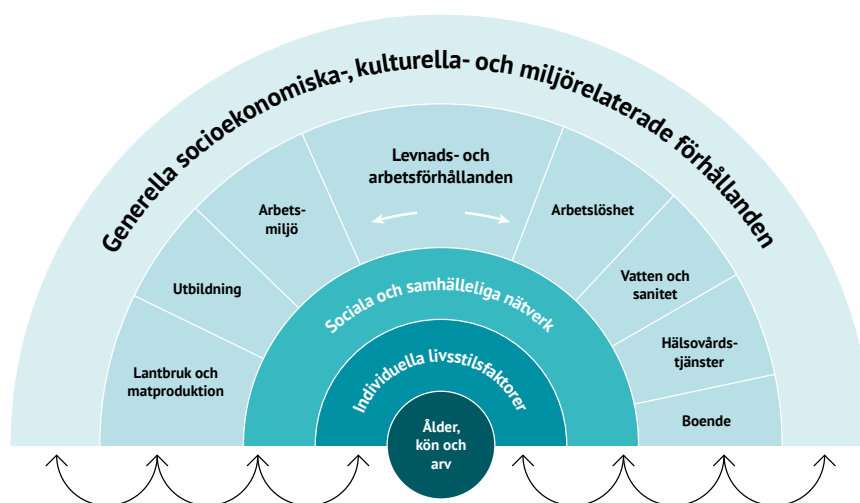 Generella socioekonomiska-, kulturella- och miljörelaterade förhållanden
Levnads- och
arbetsförhållanden
Arbets-
miljö
Arbetslöshet
Utbildning
Vatten och
sanitet
Lantbruk och
matproduktion
Hälsovårds-
tjänster
Boende
Sociala och samhälleliga nätverk
Individuella livsstilsfaktorer
Ålder,
kön och
arv